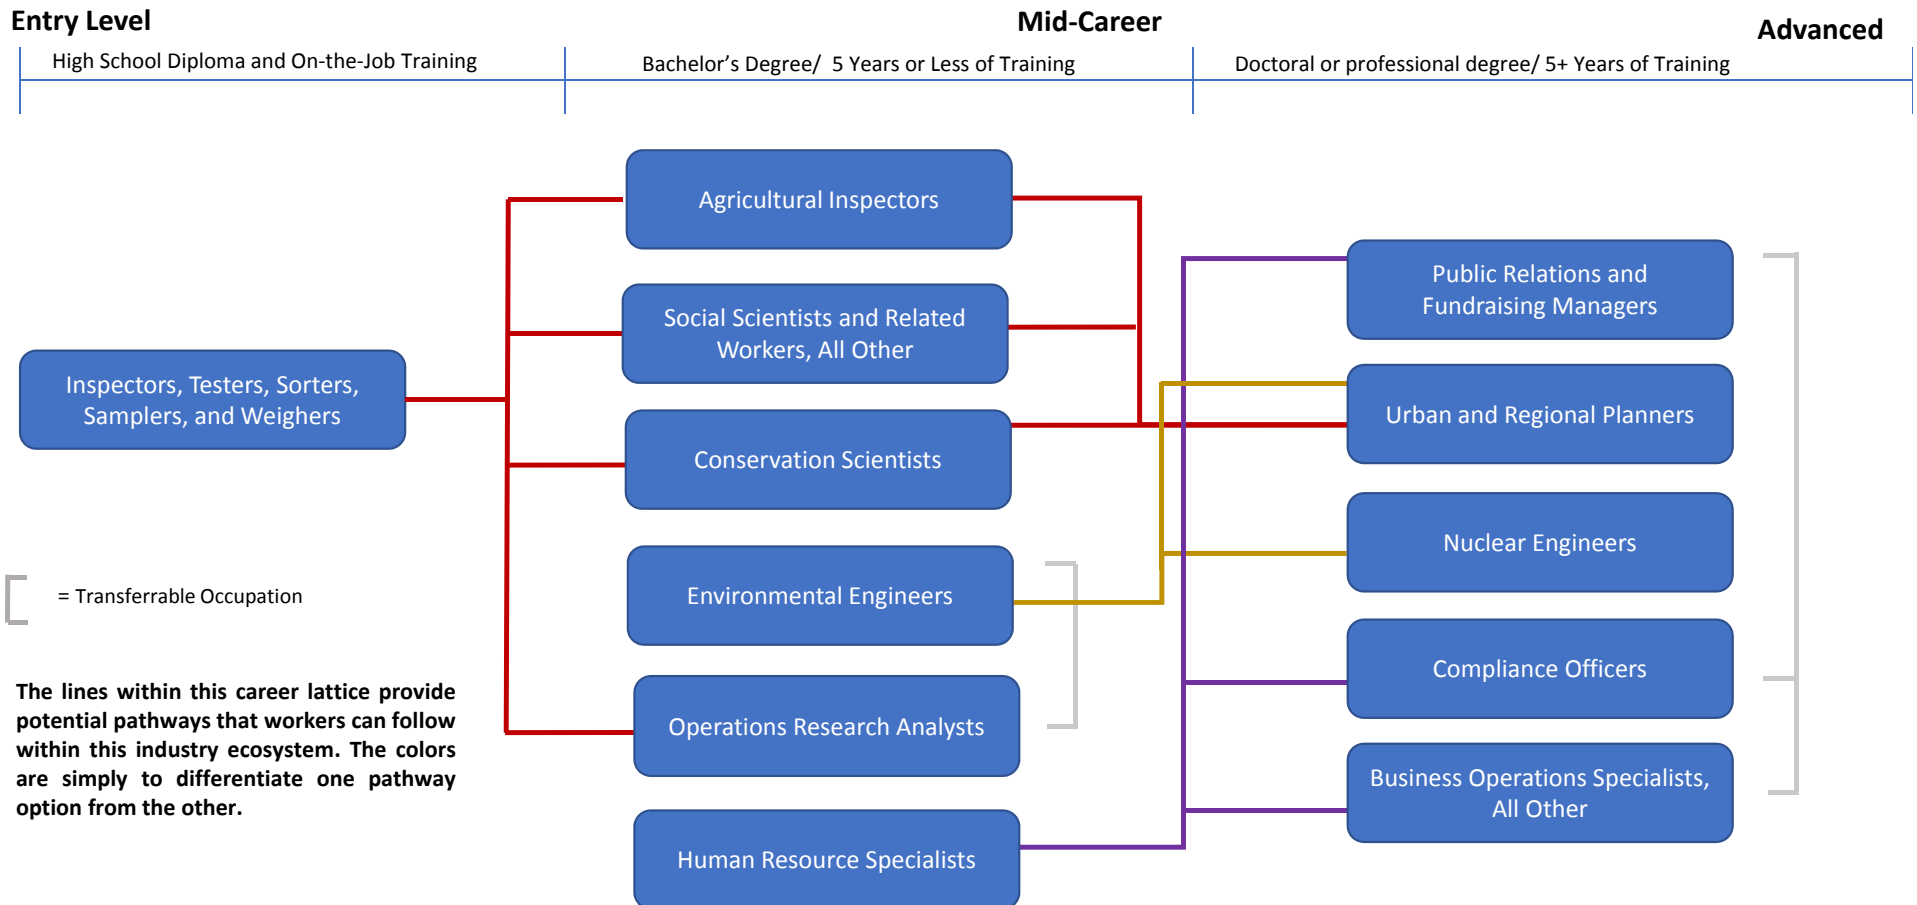 Entry Level
Mid-Career
Advanced
High School Diploma and On-the-Job Training
Bachelor’s Degree/ 5 Years or Less of Training
Doctoral or professional degree/ 5+ Years of Training
Inspectors, Testers, Sorters,
Samplers, and Weighers
= Transferrable Occupation
The lines within this career lattice provide
potential pathways that workers can follow
within this industry ecosystem. The colors
are simply to differentiate one pathway
option from the other.
Agricultural Inspectors
Social Scientists and Related
Workers, All Other
Conservation Scientists
Environmental Engineers
Operations Research Analysts
Human Resource Specialists
Public Relations and
Fundraising Managers
Urban and Regional Planners
Nuclear Engineers
Compliance Officers
Business Operations Specialists,
All Other